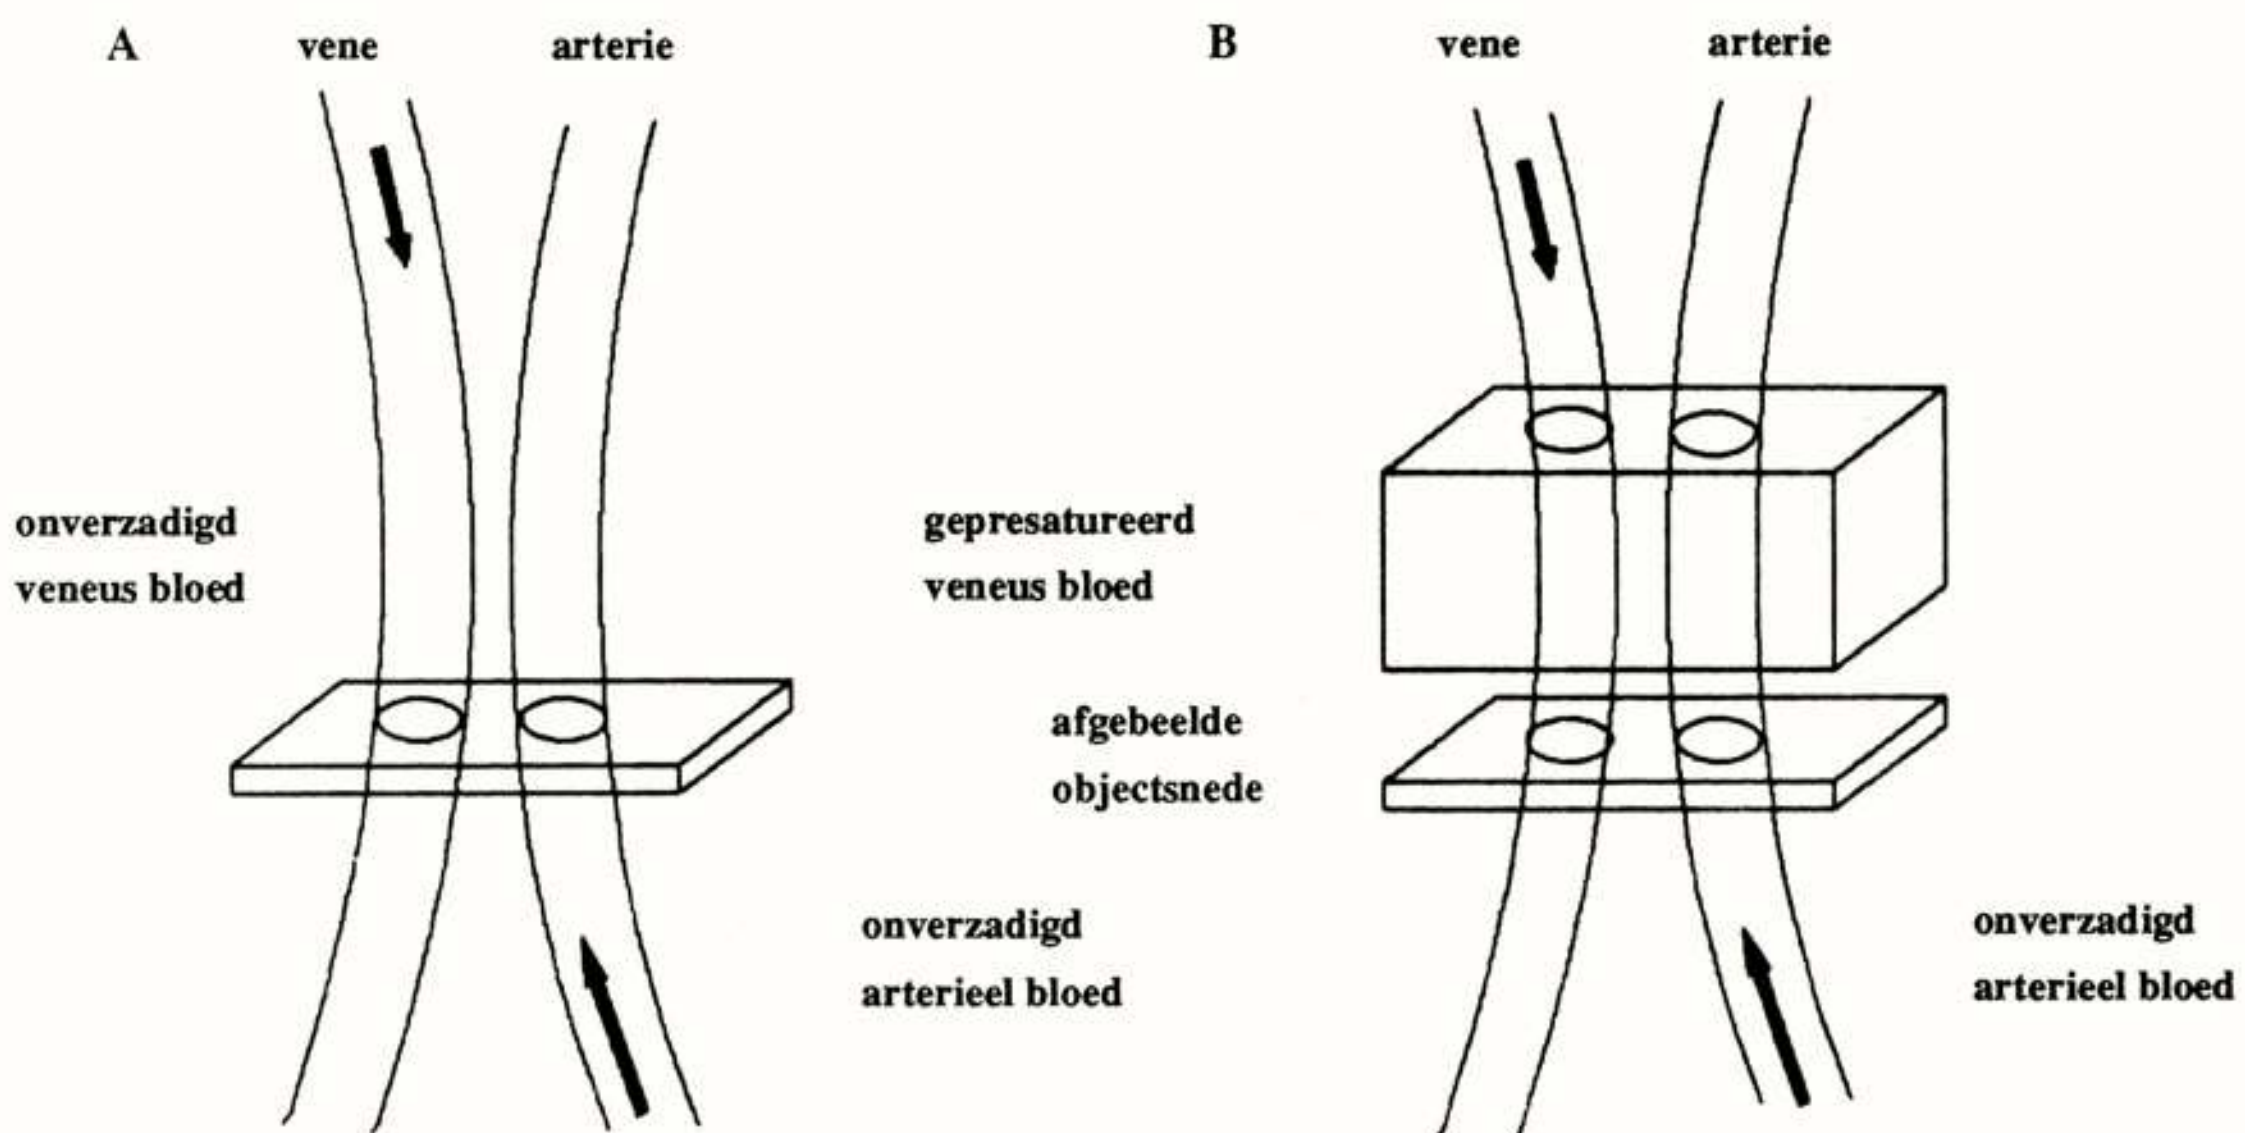 A
vene
arterie
onverzadigd
veneus bloed
onverzadigd
arterieel bloed
B
vene
arterie
gepresatureerd
veneus bloed
afgebeelde
objectsnede
onverzadigd
arterieel bloed